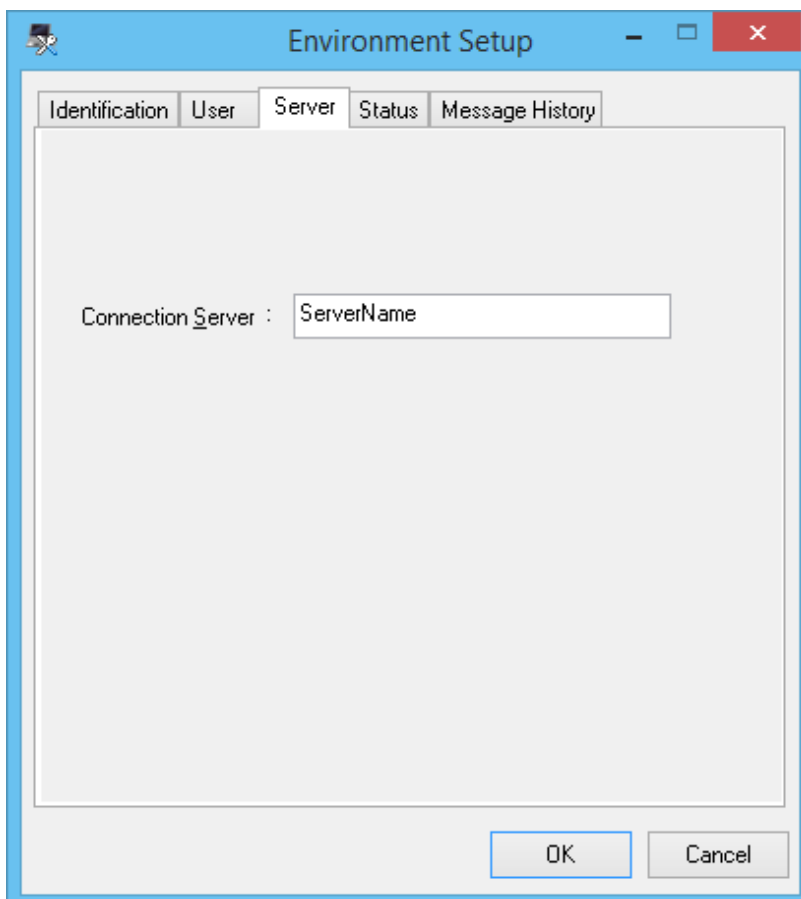 Environment Setup
Identification User Server Status Message History
Connection Server : ServerName
OK Cancel